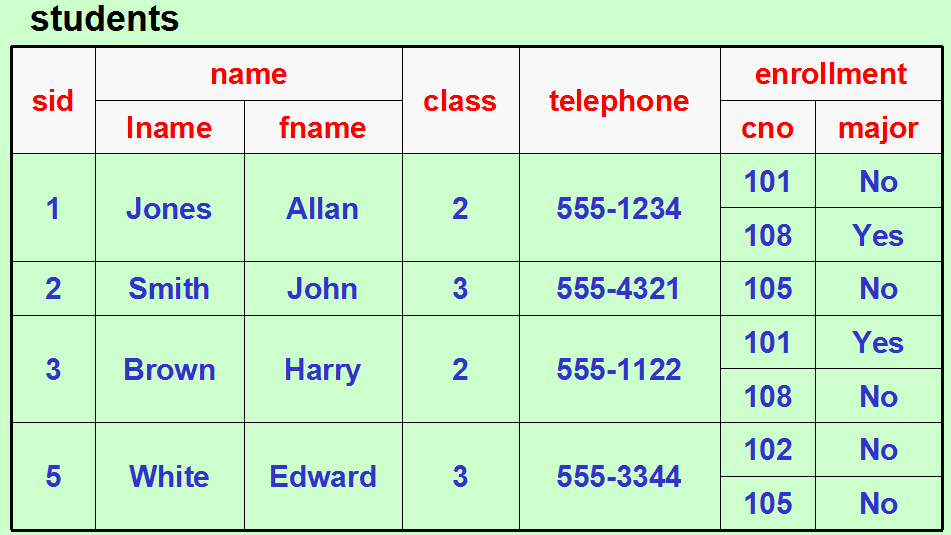 students
sid name class telephone enrollment
lname fname cno major
1 Jones Allan 2 555-1234 101 No
108 Yes
2 Smith John 3 555-4321 105 No
3 Brown Harry 2 555-1122 101 Yes
108 No
5 White Edward 3 555-3344 102 No
105 No